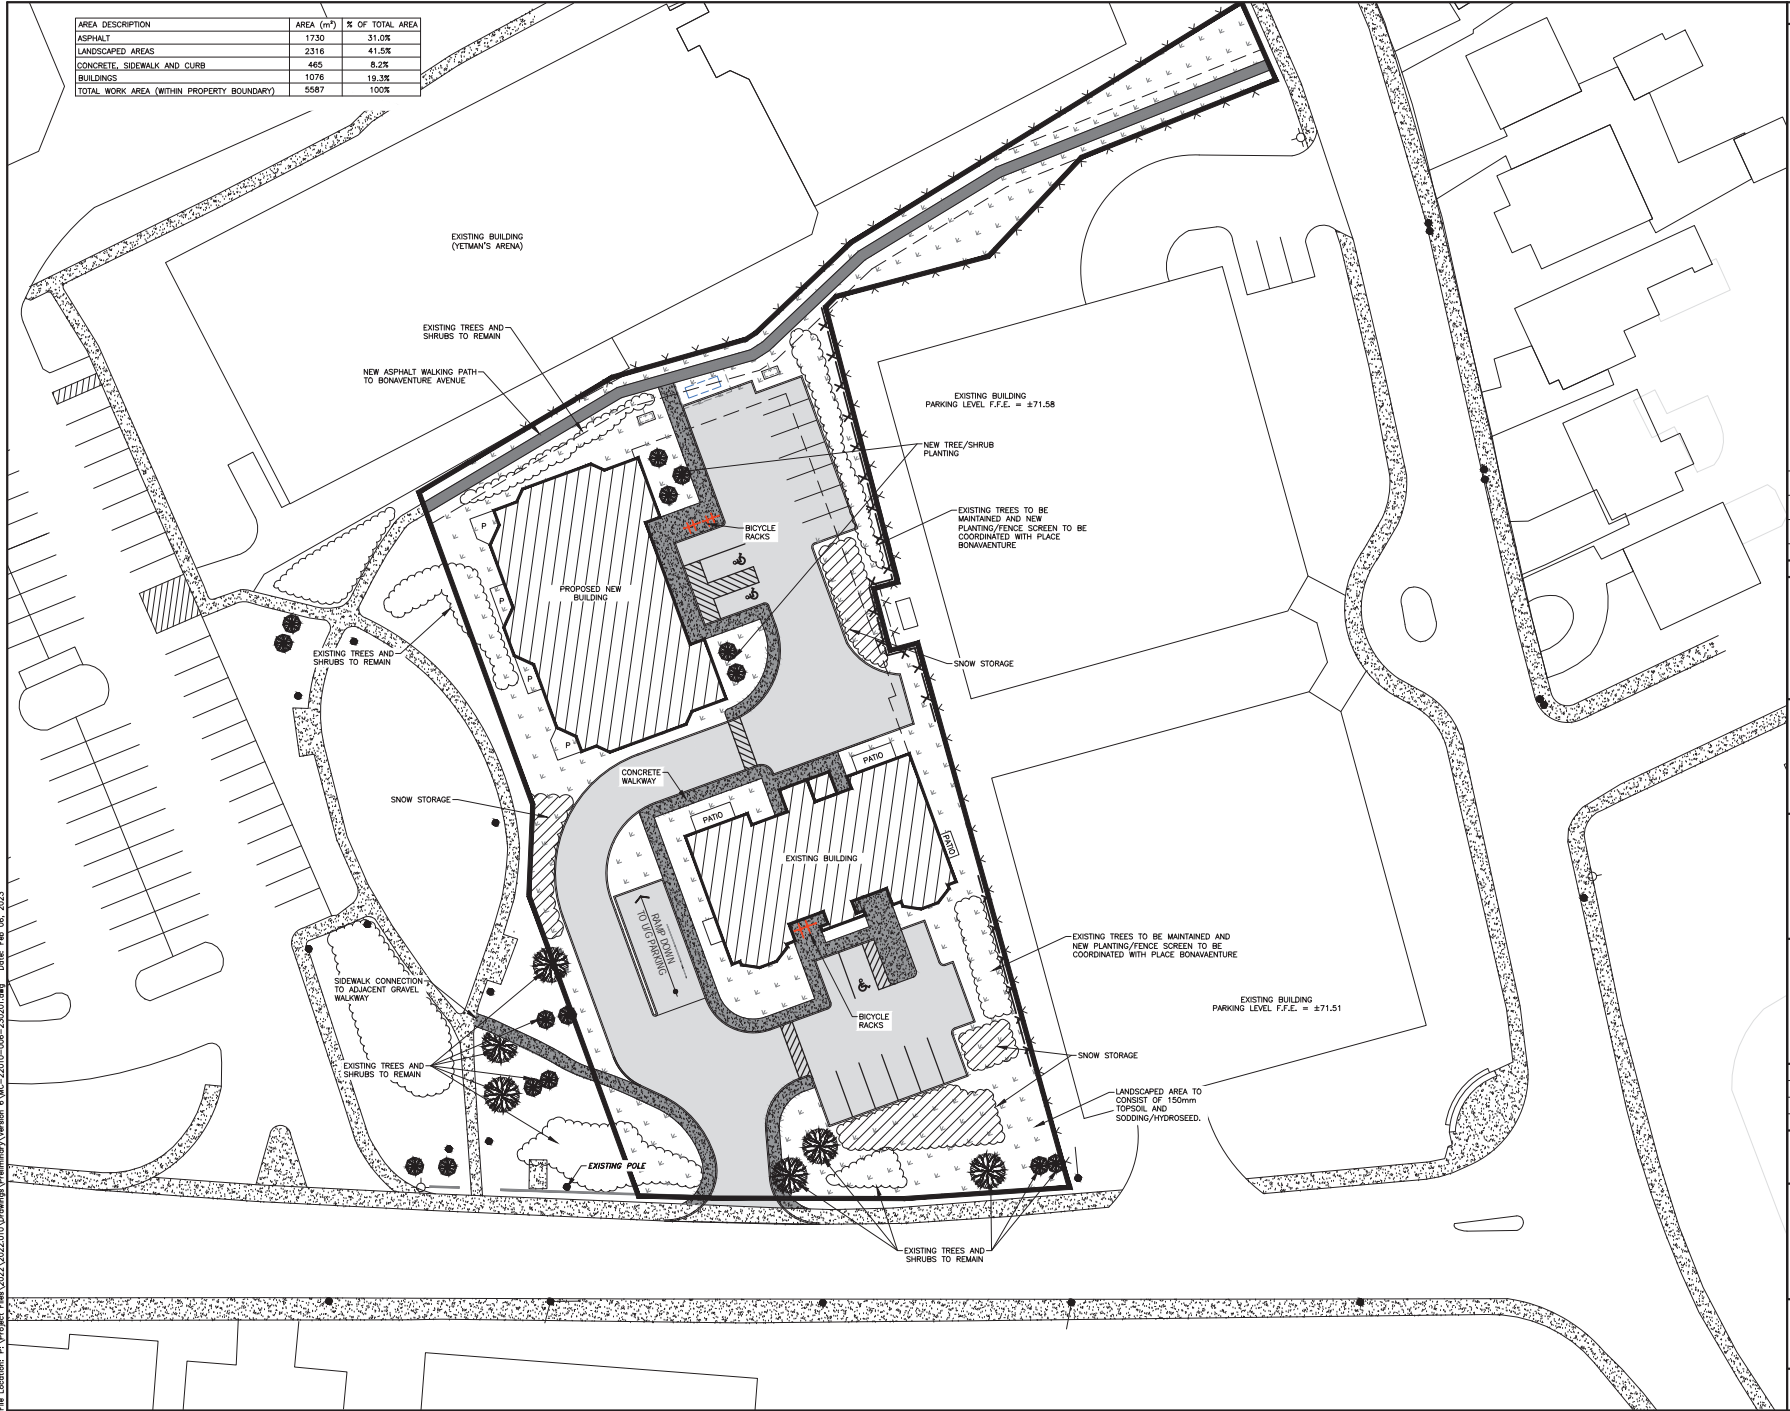 AREA DESCRIPTION AREA (m²) % OF TOTAL AREA
ASPHALT 1730 31.0%
LANDSCAPED AREAS 2316 41.5%
CONCRETE, SIDEWALK AND CURB 465 8.2%
BUILDINGS 1076 19.3%
TOTAL WORK AREA (WITHIN PROPERTY BOUNDARY) 5587 100%
EXISTING BUILDING
(YETMAN'S ARENA)
EXISTING TREES AND
SHRUBS TO REMAIN
NEW ASPHALT WALKING PATH
TO BONAVENTURE AVENUE
EXISTING BUILDING
PARKING LEVEL F.F.E. = ±71.58
NEW TREE/SHRUB
PLANTING
EXISTING TREES TO BE
MAINTAINED AND NEW
PLANTING/FENCE SCREEN TO BE
COORDINATED WITH PLACE
BONAVAENTURE
BICYCLE
RACKS
P
PROPOSED NEW
BUILDING
P
EXISTING TREES AND
SHRUBS TO REMAIN
SNOW STORAGE
P
P
CONCRETE
WALKWAY
PATIO
SNOW STORAGE
PATIO
PATIO
EXISTING BUILDING
RAMP DOWN
TO U/G PARKING
EXISTING TREES TO BE MAINTAINED AND
NEW PLANTING/FENCE SCREEN TO BE
COORDINATED WITH PLACE BONAVAENTURE
SIDEWALK CONNECTION
TO ADJACENT GRAVEL
WALKWAY
EXISTING BUILDING
PARKING LEVEL F.F.E. = ±71.51
BICYCLE
RACKS
SNOW STORAGE
EXISTING TREES AND
SHRUBS TO REMAIN
LANDSCAPED AREA TO
CONSIST OF 150mm
TOPSOIL AND
SODDING/HYDROSEED.
EXISTING POLE
EXISTING TREES AND
SHRUBS TO REMAIN